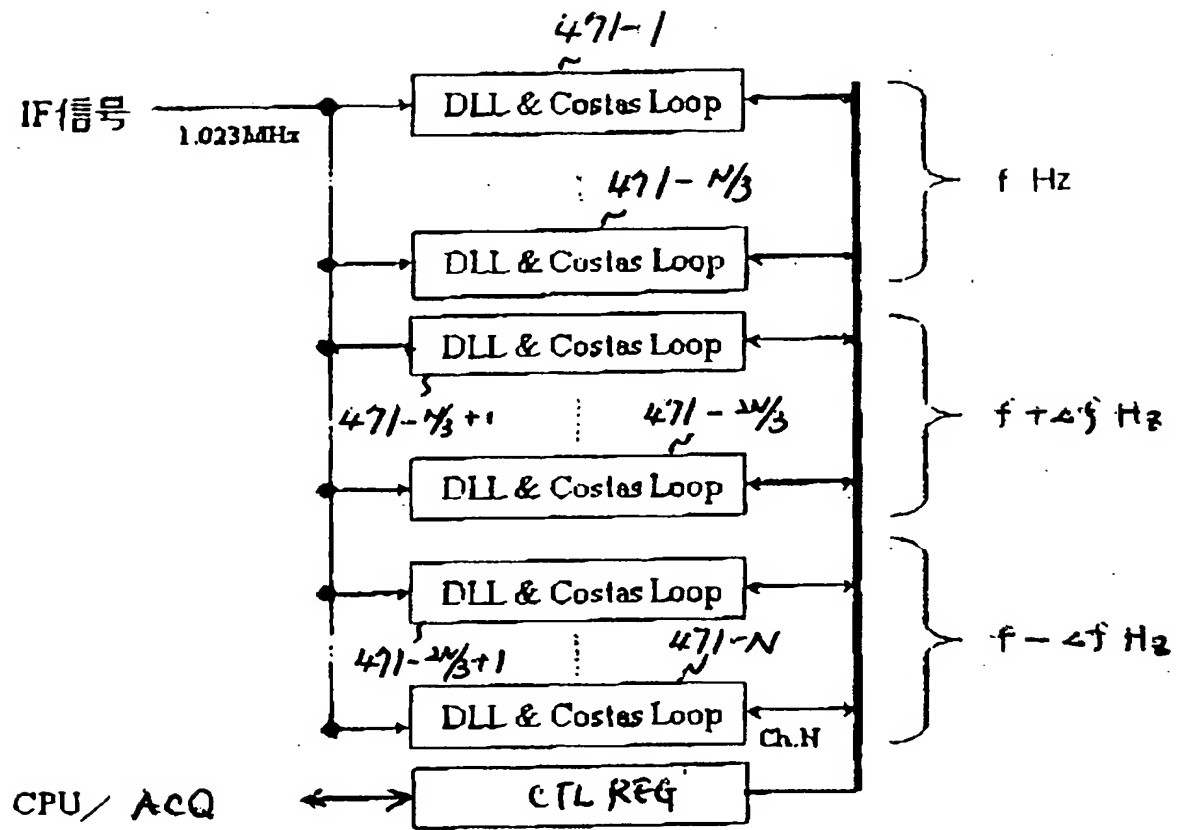 471-1
IF信号
1.023MHz
DLL & Costas Loop
f Hz
471-N/3
DLL & Costas Loop
DLL & Costas Loop
471-N/3+1
471-2N/3
f+⊿f Hz
DLL & Costas Loop
DLL & Costas Loop
471-2N/3+1
471-N
f-⊿f Hz
DLL & Costas Loop
Ch.N
CPU/ ACQ
CTL REG